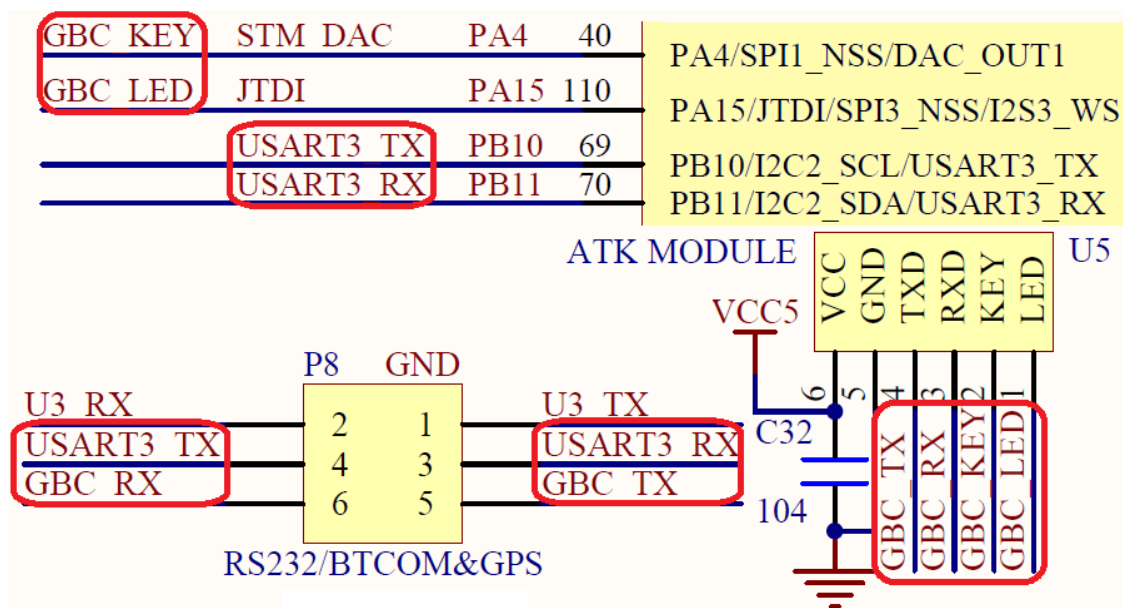 GBC_KEY STM_DAC PA4 40 PA4/SPI1_NSS/DAC_OUT1
GBC_LED JTDI PA15 110 PA15/JTDI/SPI3_NSS/I2S3_WS
USART3_TX PB10 69 PB10/I2C2_SCL/USART3_TX
USART3_RX PB11 70 PB11/I2C2_SDA/USART3_RX
ATK MODULE U5
VCC GND TXD RXD KEY LED
VCC5
6 5 4 3 2 1
P8 GND
U3_RX 2 1 U3_TX
USART3_TX 4 3 USART3_RX
GBC_RX 6 5 GBC_TX
RS232/BTCOM&GPS
C32
104
GBC_TX GBC_RX GBC_KEY GBC_LED